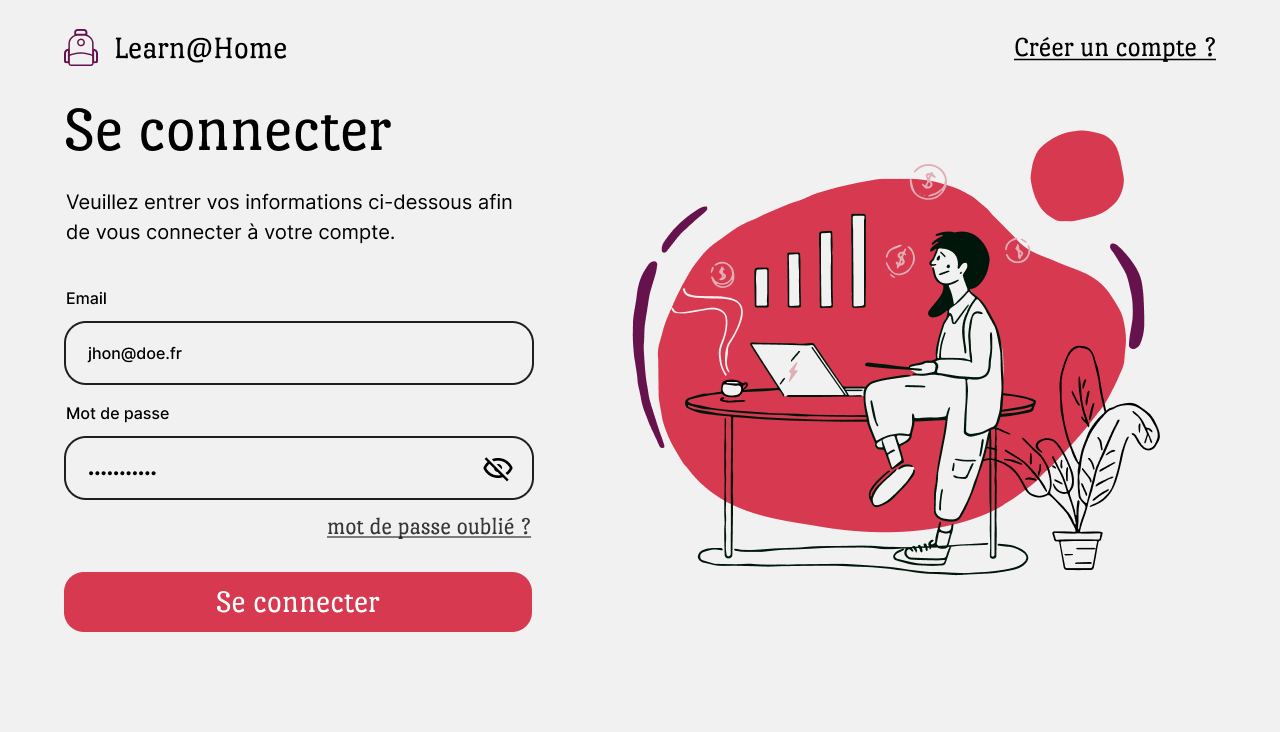 Learn@Home
Créer un compte ?
Se connecter
Veuillez entrer vos informations ci-dessous afin
de vous connecter à votre compte.
Email
jhon@doe.fr
Mot de passe
•••••••••••
mot de passe oublié ?
Se connecter
$
$
$
$